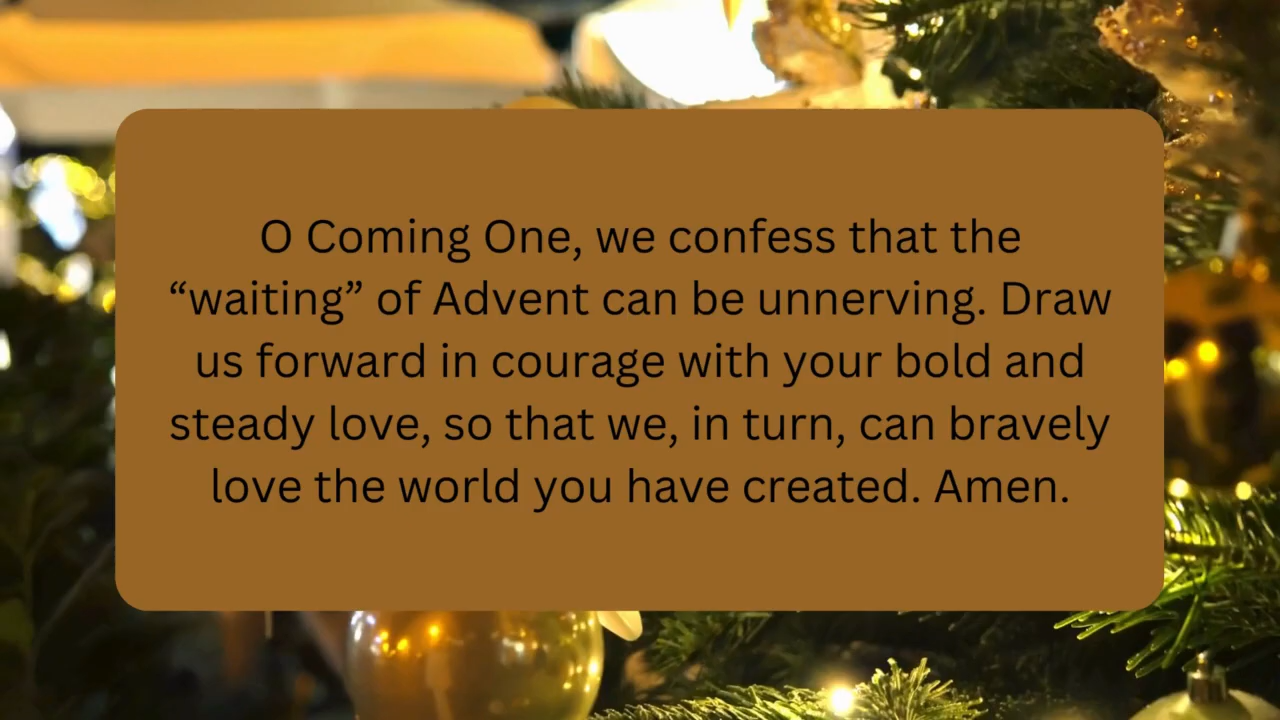 O Coming One, we confess that the
“waiting” of Advent can be unnerving. Draw
us forward in courage with your bold and
steady love, so that we, in turn, can bravely
love the world you have created. Amen.